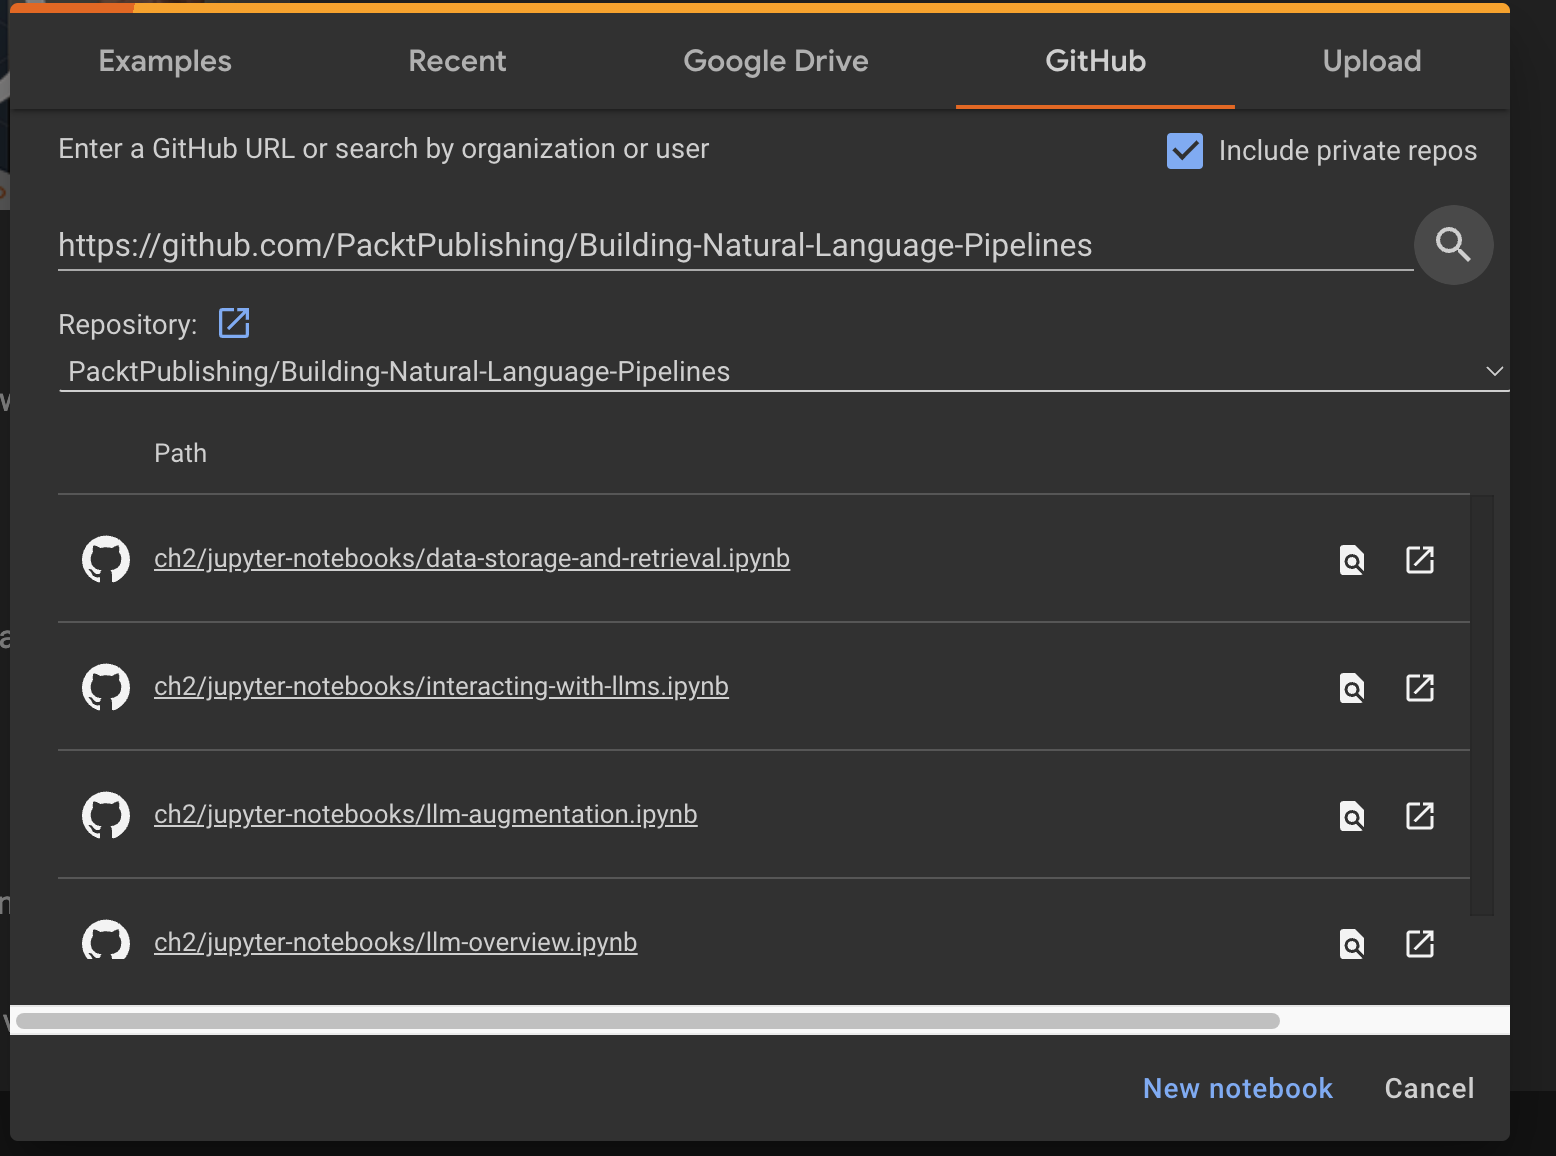 Examples Recent Google Drive GitHub Upload
Enter a GitHub URL or search by organization or user
Include private repos
https://github.com/PacktPublishing/Building-Natural-Language-Pipelines
Repository:
PacktPublishing/Building-Natural-Language-Pipelines
Path
ch2/jupyter-notebooks/data-storage-and-retrieval.ipynb
ch2/jupyter-notebooks/interacting-with-llms.ipynb
ch2/jupyter-notebooks/llm-augmentation.ipynb
ch2/jupyter-notebooks/llm-overview.ipynb
New notebook Cancel